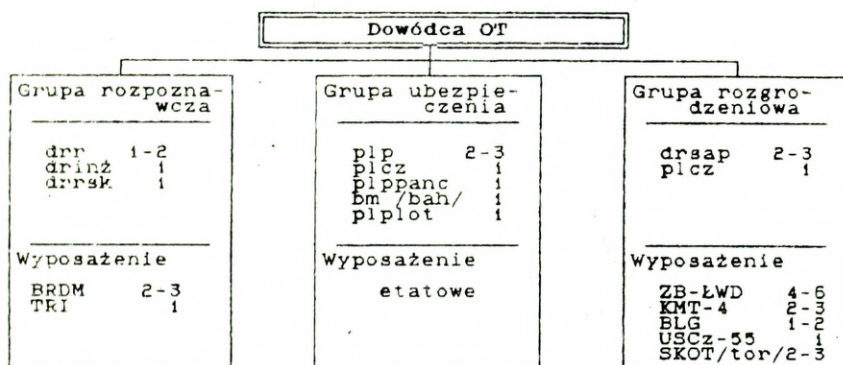 Dowódca OT
Grupa rozpozna-
wcza
drr 1-2
drinż 1
drrsk 1
Wyposażenie
BRDM 2-3
TRI 1
Grupa ubezpie-
czenia
plp 2-3
plcz 1
plppanc 1
bm /bah/ 1
plplot 1
Wyposażenie
etatowe
Grupa rozgro-
dzeniowa
drsap 2-3
plcz 1
Wyposażenie
ZB-ŁWD 4-6
KMT-4 2-3
BLG 1-2
USCz-55 1
SKOT/tor/2-3